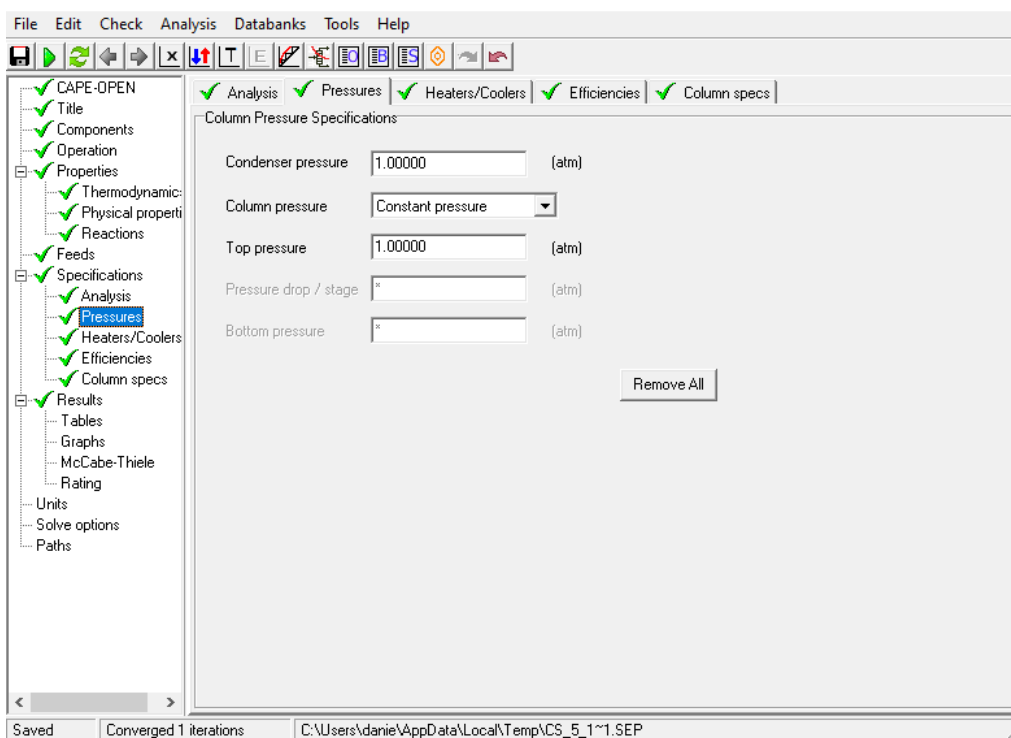 File Edit Check Analysis Databanks Tools Help
CAPE-OPEN
Title
Components
Operation
Properties
Thermodynamic:
Physical properti
Reactions
Feeds
Specifications
Analysis
Pressures
Heaters/Coolers
Efficiencies
Column specs
Results
Tables
Graphs
McCabe-Thiele
Rating
Units
Solve options
Paths
Analysis Pressures Heaters/Coolers Efficiencies Column specs
Column Pressure Specifications
Condenser pressure 1.00000 (atm)
Column pressure Constant pressure
Top pressure 1.00000 (atm)
Pressure drop / stage * (atm)
Bottom pressure * (atm)
Remove All
Saved Converged 1 iterations C:\Users\danie\AppData\Local\Temp\CS_5_1~1.SEP